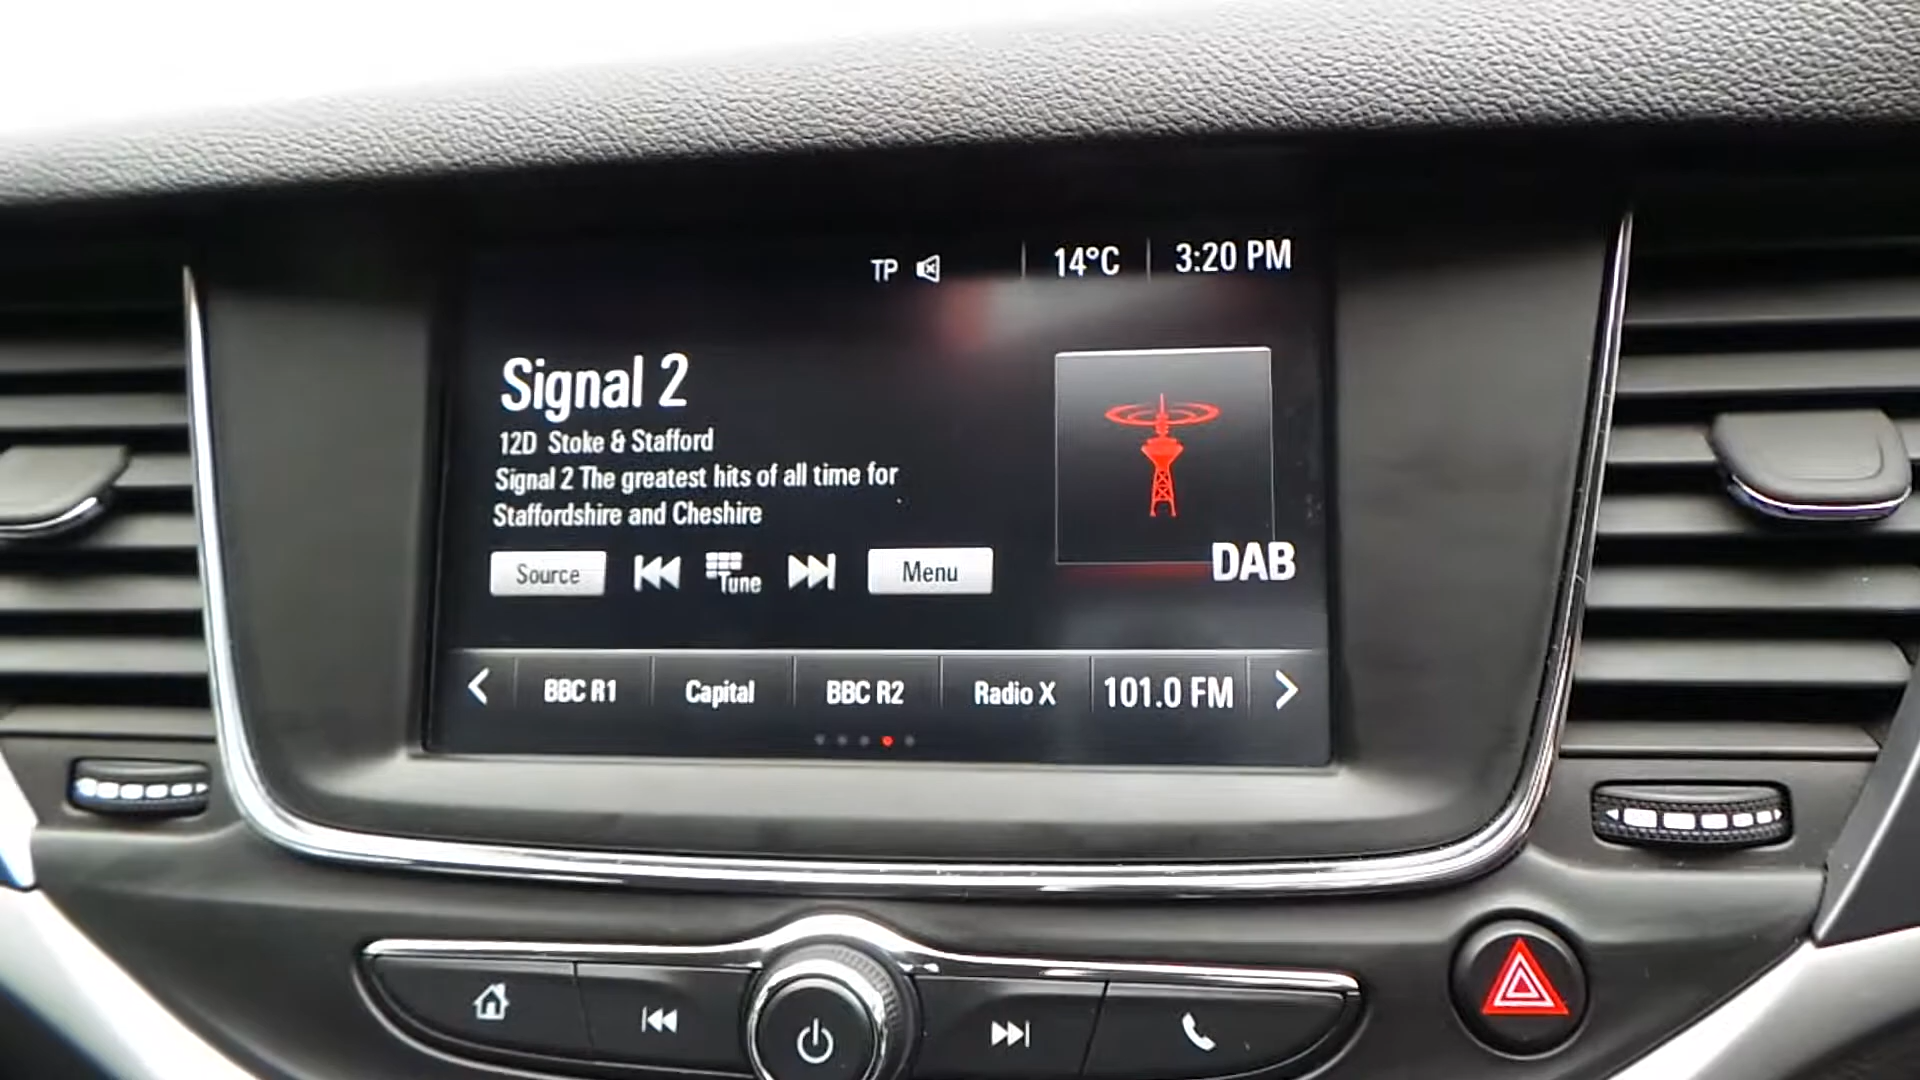 TP 14°C 3:20 PM
Signal 2
12D Stoke & Stafford
Signal 2 The greatest hits of all time for
Staffordshire and Cheshire
Source Tune Menu
DAB
BBC R1 Capital BBC R2 Radio X 101.0 FM